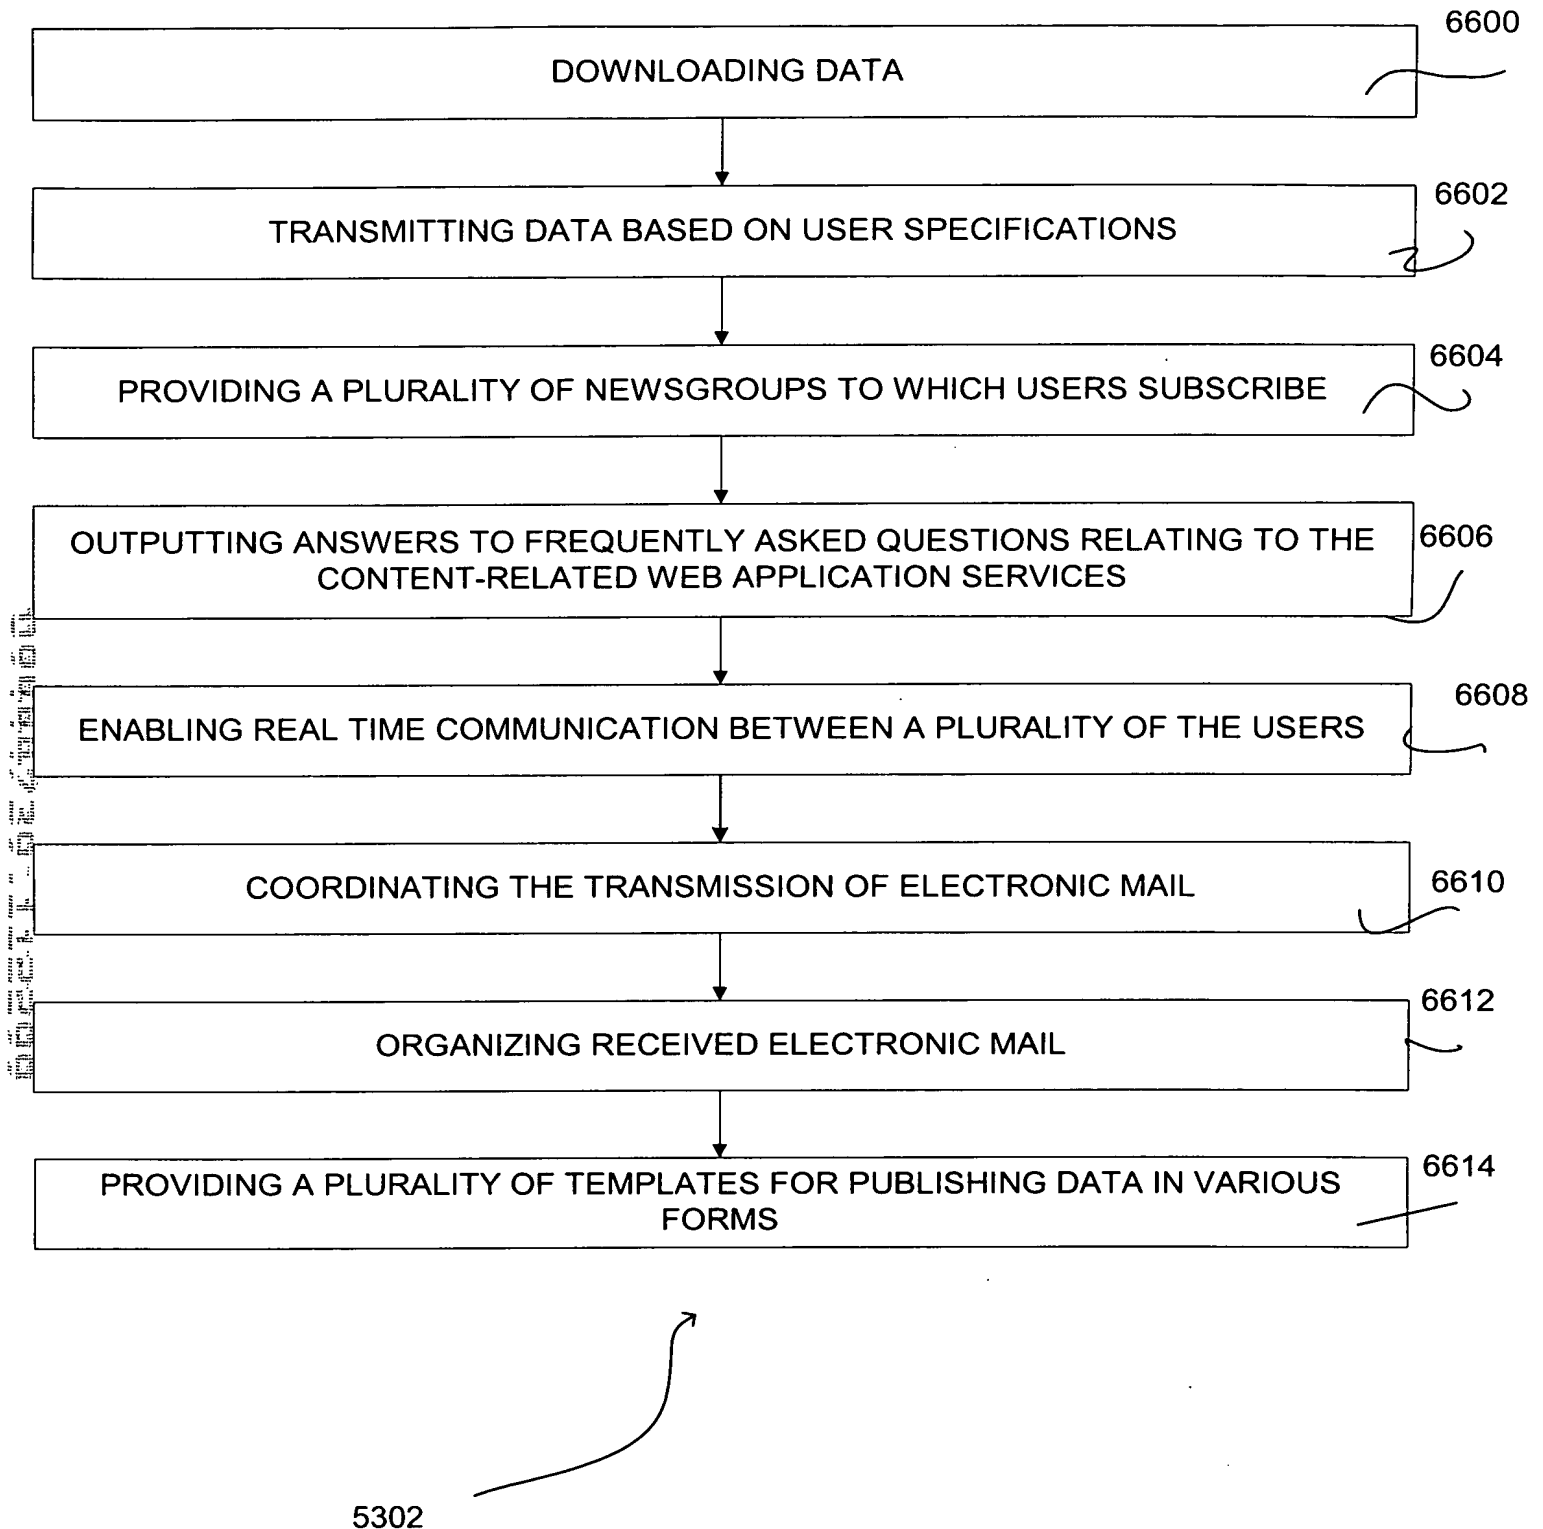 6600
DOWNLOADING DATA
6602
TRANSMITTING DATA BASED ON USER SPECIFICATIONS
6604
PROVIDING A PLURALITY OF NEWSGROUPS TO WHICH USERS SUBSCRIBE
6606
OUTPUTTING ANSWERS TO FREQUENTLY ASKED QUESTIONS RELATING TO THE
CONTENT-RELATED WEB APPLICATION SERVICES
6608
ENABLING REAL TIME COMMUNICATION BETWEEN A PLURALITY OF THE USERS
6610
COORDINATING THE TRANSMISSION OF ELECTRONIC MAIL
6612
ORGANIZING RECEIVED ELECTRONIC MAIL
6614
PROVIDING A PLURALITY OF TEMPLATES FOR PUBLISHING DATA IN VARIOUS
FORMS
5302